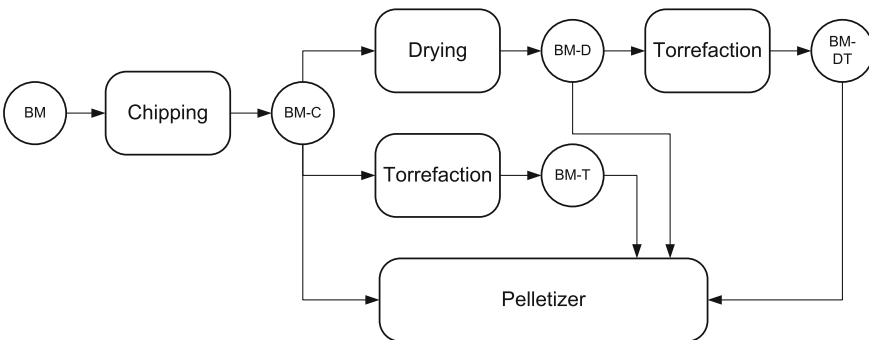 BM
Chipping
BM-C
Drying
BM-D
Torrefaction
BM-
DT
Torrefaction
BM-T
Pelletizer